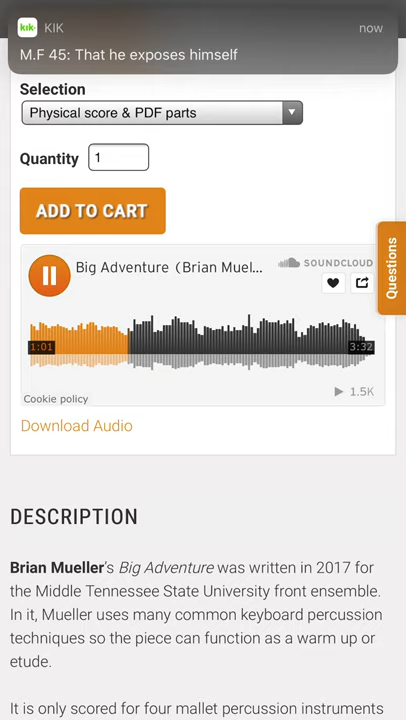 kik·
KIK
now
M.F 45: That he exposes himself
Selection
Physical score & PDF parts
Quantity
1
ADD TO CART
Questions
Big Adventure (Brian Muel...
SOUNDCLOUD
1:01
3:32
1.5K
Cookie policy
Download Audio
DESCRIPTION
Brian Mueller's Big Adventure was written in 2017 for
the Middle Tennessee State University front ensemble.
In it, Mueller uses many common keyboard percussion
techniques so the piece can function as a warm up or
etude.
It is only scored for four mallet percussion instruments